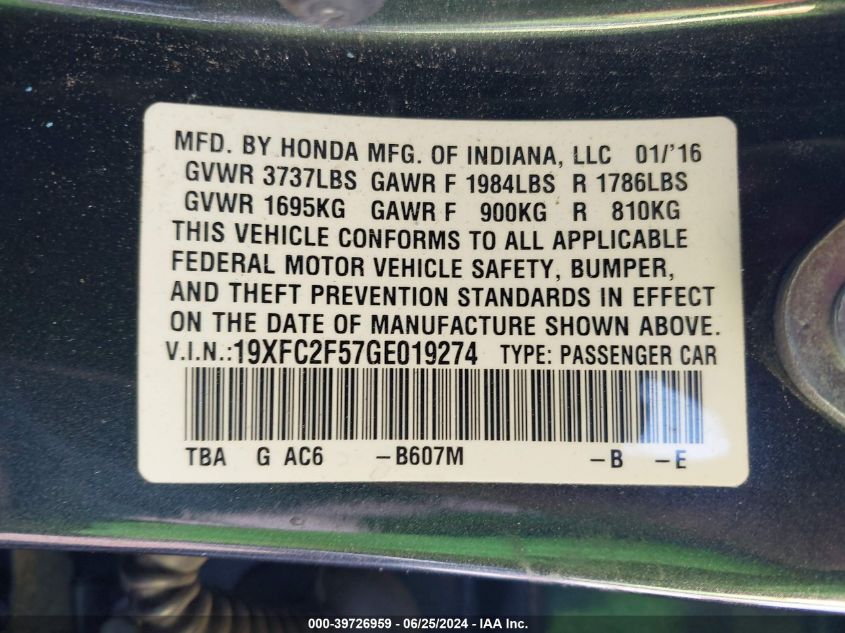 MFD. BY HONDA MFG. OF INDIANA, LLC 01/'16
GVWR 3737LBS GAWR F 1984LBS R 1786LBS
GVWR 1695KG GAWR F 900KG R 810KG
THIS VEHICLE CONFORMS TO ALL APPLICABLE
FEDERAL MOTOR VEHICLE SAFETY, BUMPER,
AND THEFT PREVENTION STANDARDS IN EFFECT
ON THE DATE OF MANUFACTURE SHOWN ABOVE.
V.I.N.:19XFC2F57GE019274 TYPE: PASSENGER CAR
TBA G AC6 -B607M -B -E
000-39726959 - 06/25/2024 - IAA Inc.